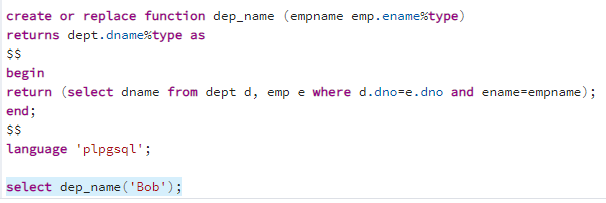 create or replace function dep_name (empname emp.ename%type)
returns dept.dname%type as
$$
begin
return (select dname from dept d, emp e where d.dno=e.dno and ename=empname);
end;
$$
language 'plpgsql';
select dep_name('Bob');